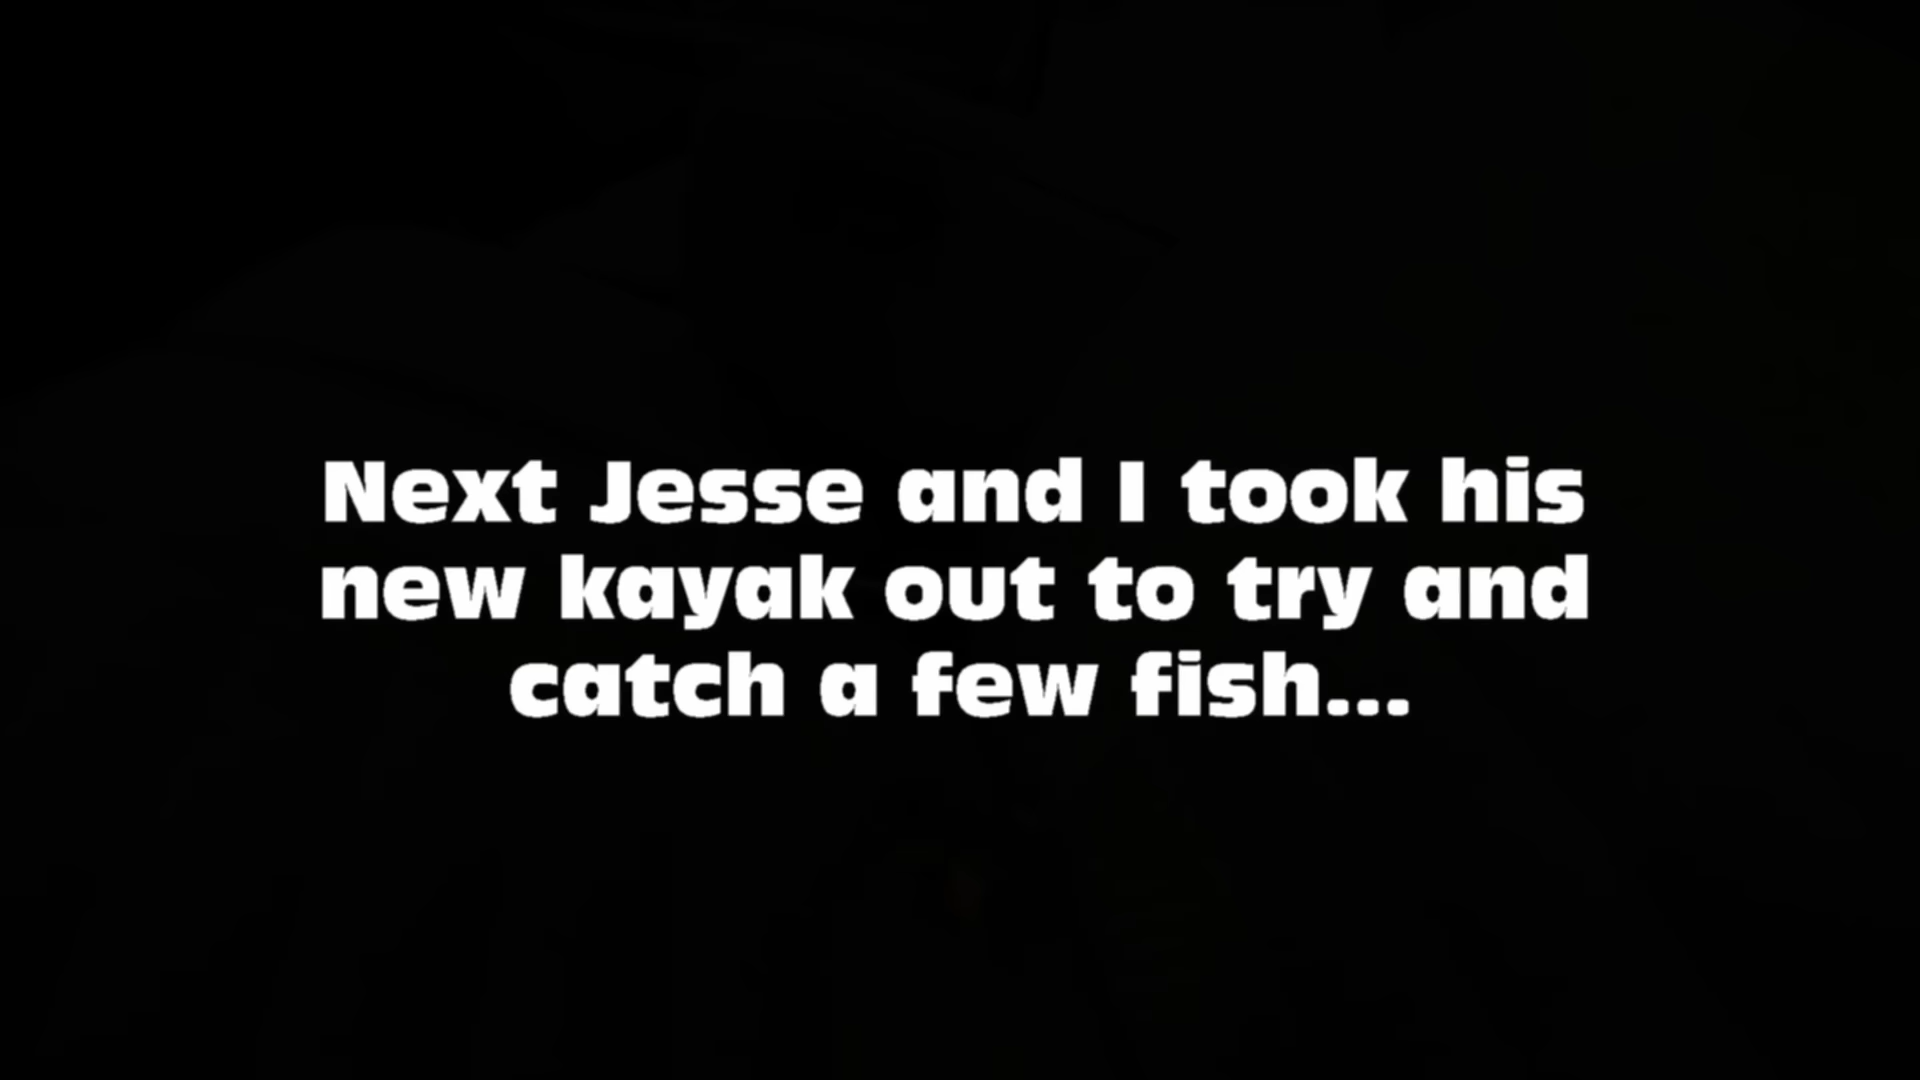 Next Jesse and I took his
new kayak out to try and
catch a few fish...